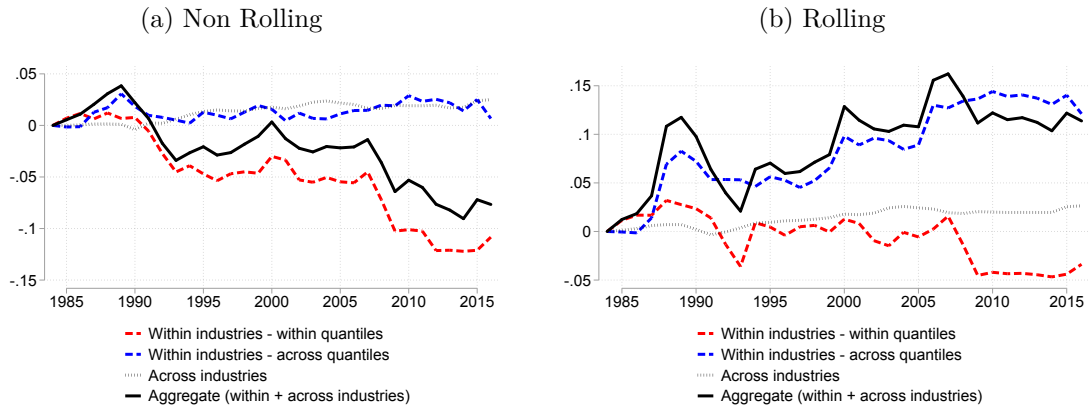 (a) Non Rolling
.05
0
-.05
-.1
-.15
1985 1990 1995 2000 2005 2010 2015
Within industries - within quantiles
Within industries - across quantiles
Across industries
Aggregate (within + across industries)
(b) Rolling
.15
.1
.05
0
-.05
1985 1990 1995 2000 2005 2010 2015
Within industries - within quantiles
Within industries - across quantiles
Across industries
Aggregate (within + across industries)